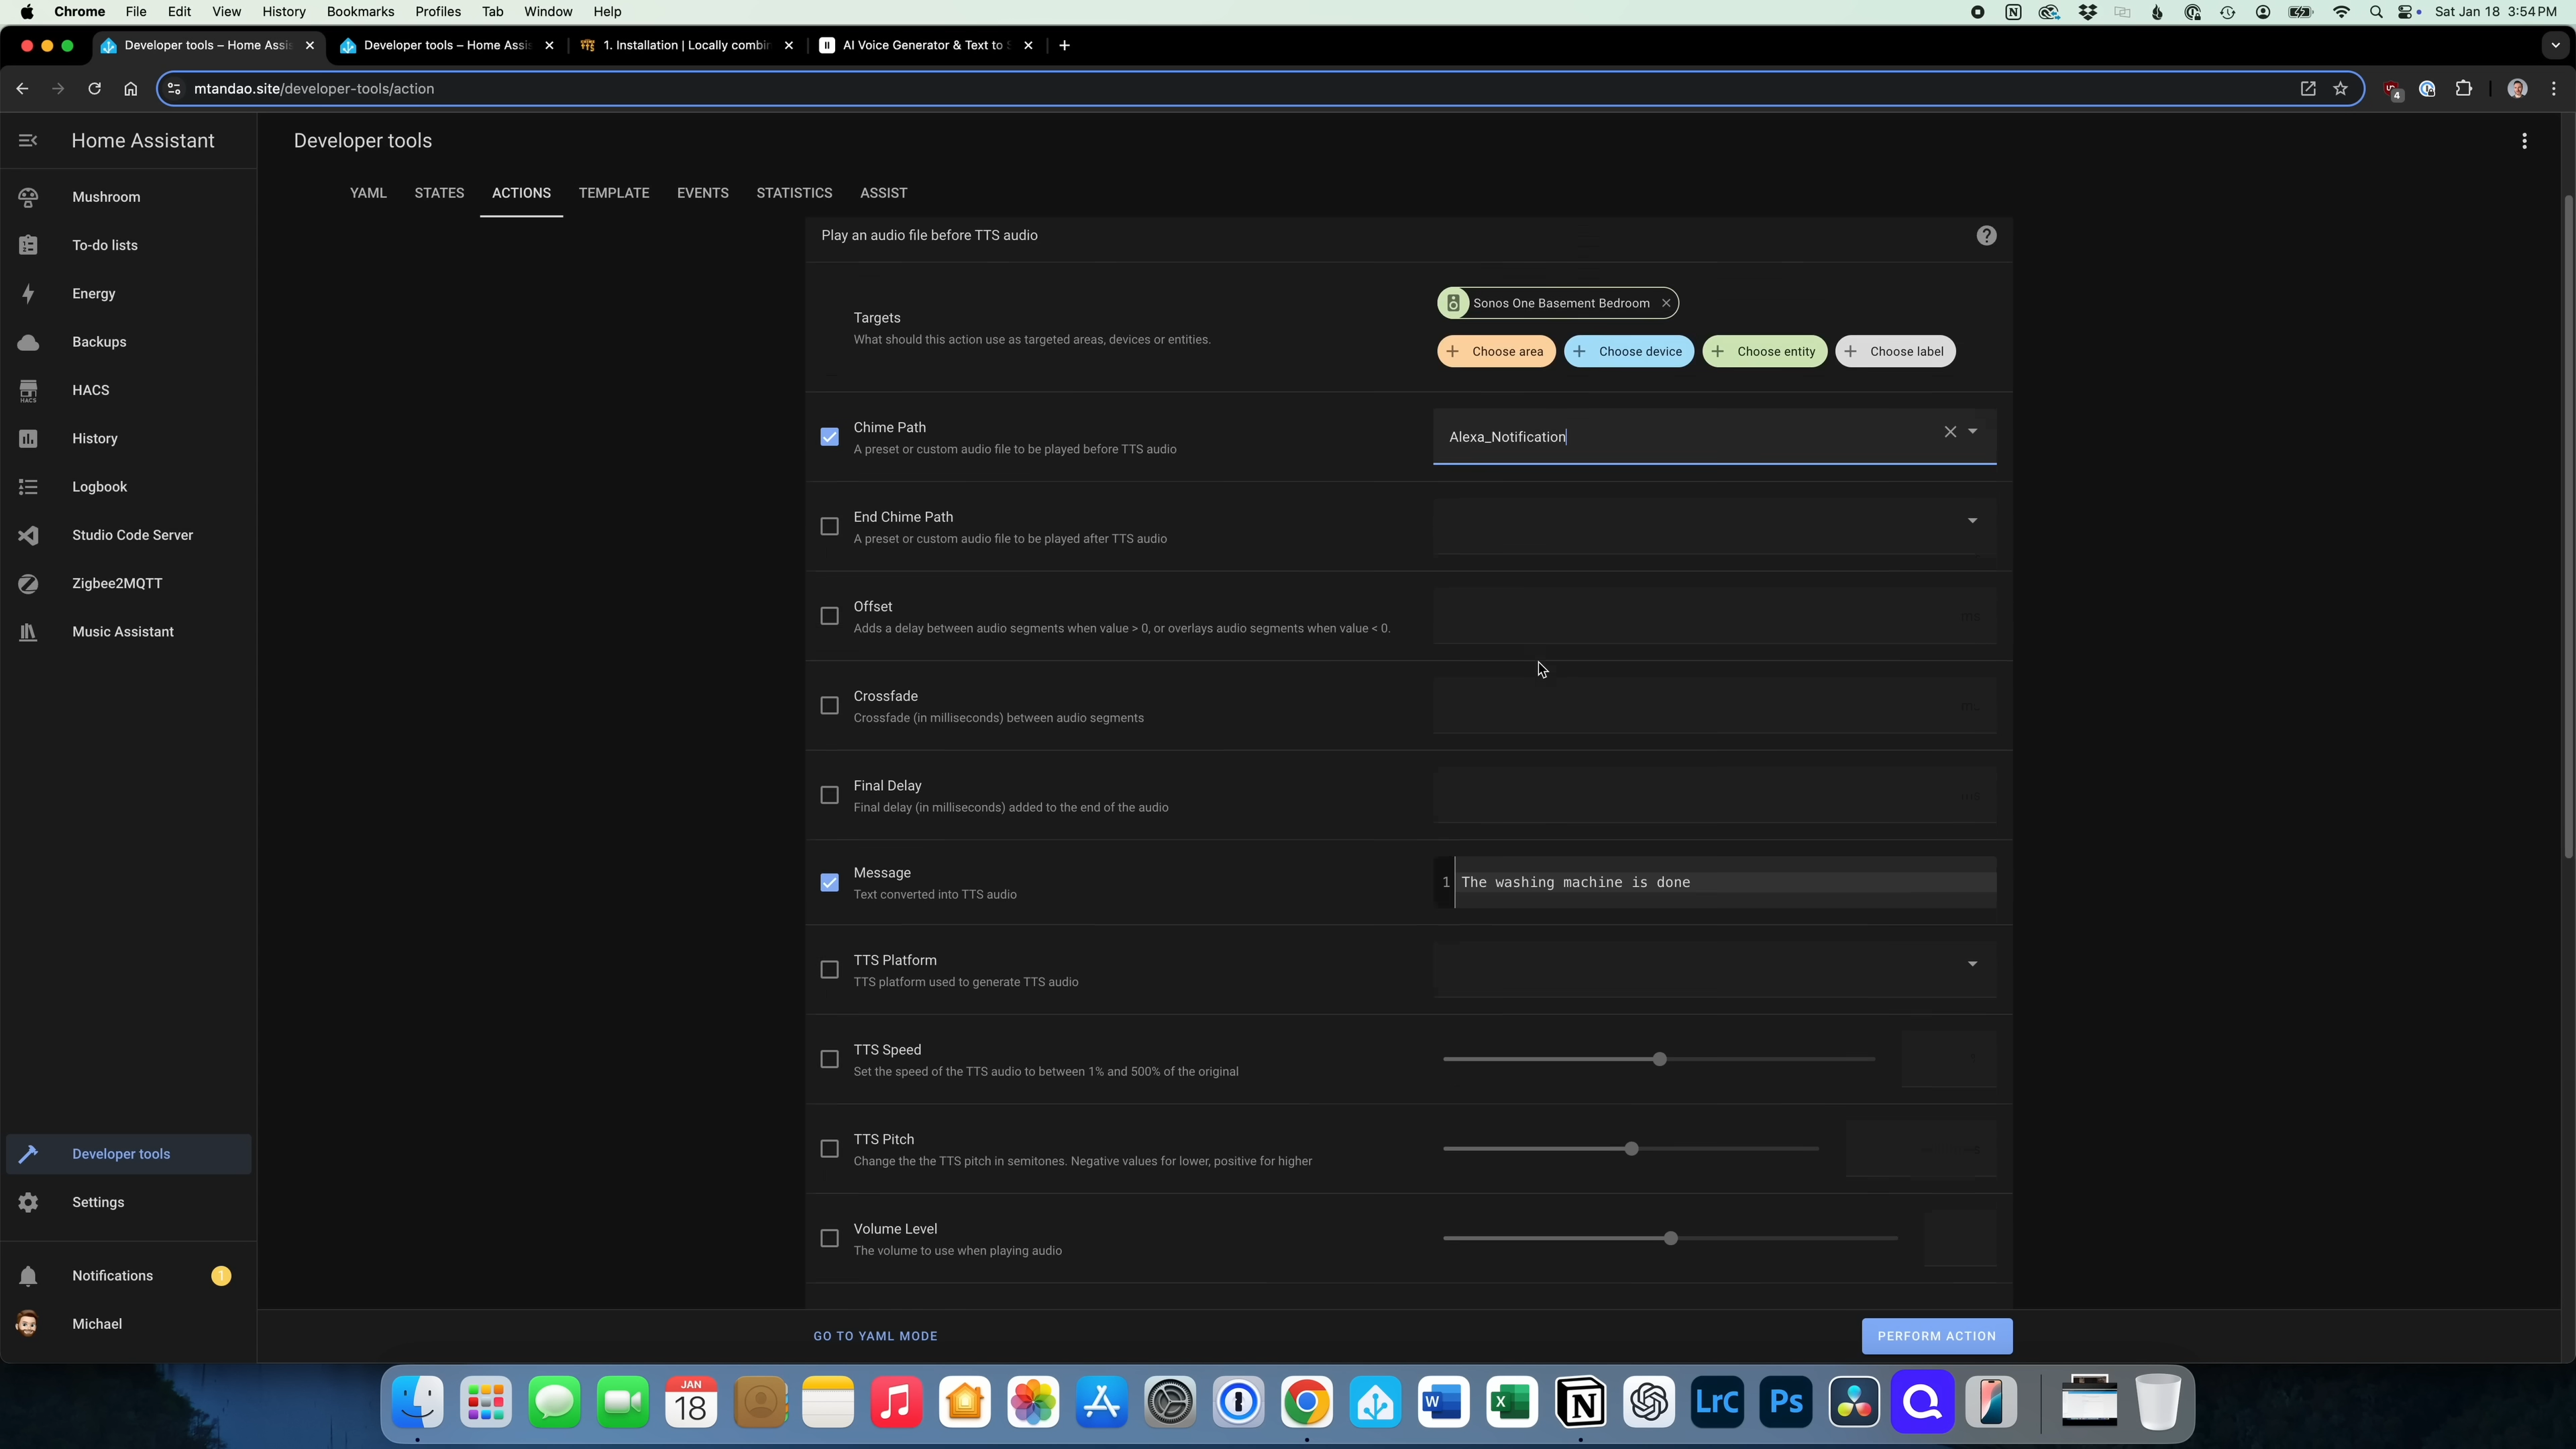 Chrome File Edit View History Bookmarks Profiles Tab Window Help
Sat Jan 18 3:54PM
Developer tools – Home Assis
Developer tools – Home Assis
1. Installation | Locally combin
AI Voice Generator & Text to S
mtandao.site/developer-tools/action
4
Home Assistant
Developer tools
Mushroom
To-do lists
Energy
Backups
HACS
HACS
History
Logbook
Studio Code Server
Zigbee2MQTT
Music Assistant
Developer tools
Settings
Notifications 1
Michael
YAML STATES ACTIONS TEMPLATE EVENTS STATISTICS ASSIST
Play an audio file before TTS audio
Targets
What should this action use as targeted areas, devices or entities.
Sonos One Basement Bedroom
Choose area Choose device Choose entity Choose label
Chime Path
A preset or custom audio file to be played before TTS audio
Alexa_Notification
End Chime Path
A preset or custom audio file to be played after TTS audio
Offset
Adds a delay between audio segments when value > 0, or overlays audio segments when value < 0.
Crossfade
Crossfade (in milliseconds) between audio segments
Final Delay
Final delay (in milliseconds) added to the end of the audio
Message
Text converted into TTS audio
1 The washing machine is done
TTS Platform
TTS platform used to generate TTS audio
TTS Speed
Set the speed of the TTS audio to between 1% and 500% of the original
TTS Pitch
Change the the TTS pitch in semitones. Negative values for lower, positive for higher
Volume Level
The volume to use when playing audio
GO TO YAML MODE
PERFORM ACTION
JAN
18
W
X
N
LrC
Ps